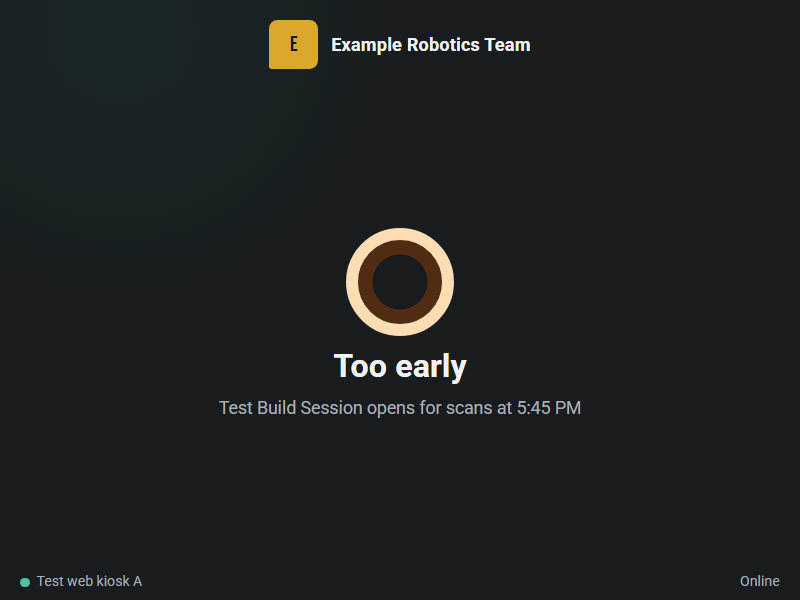 E
Example Robotics Team
Too early
Test Build Session opens for scans at 5:45 PM
Test web kiosk A
Online